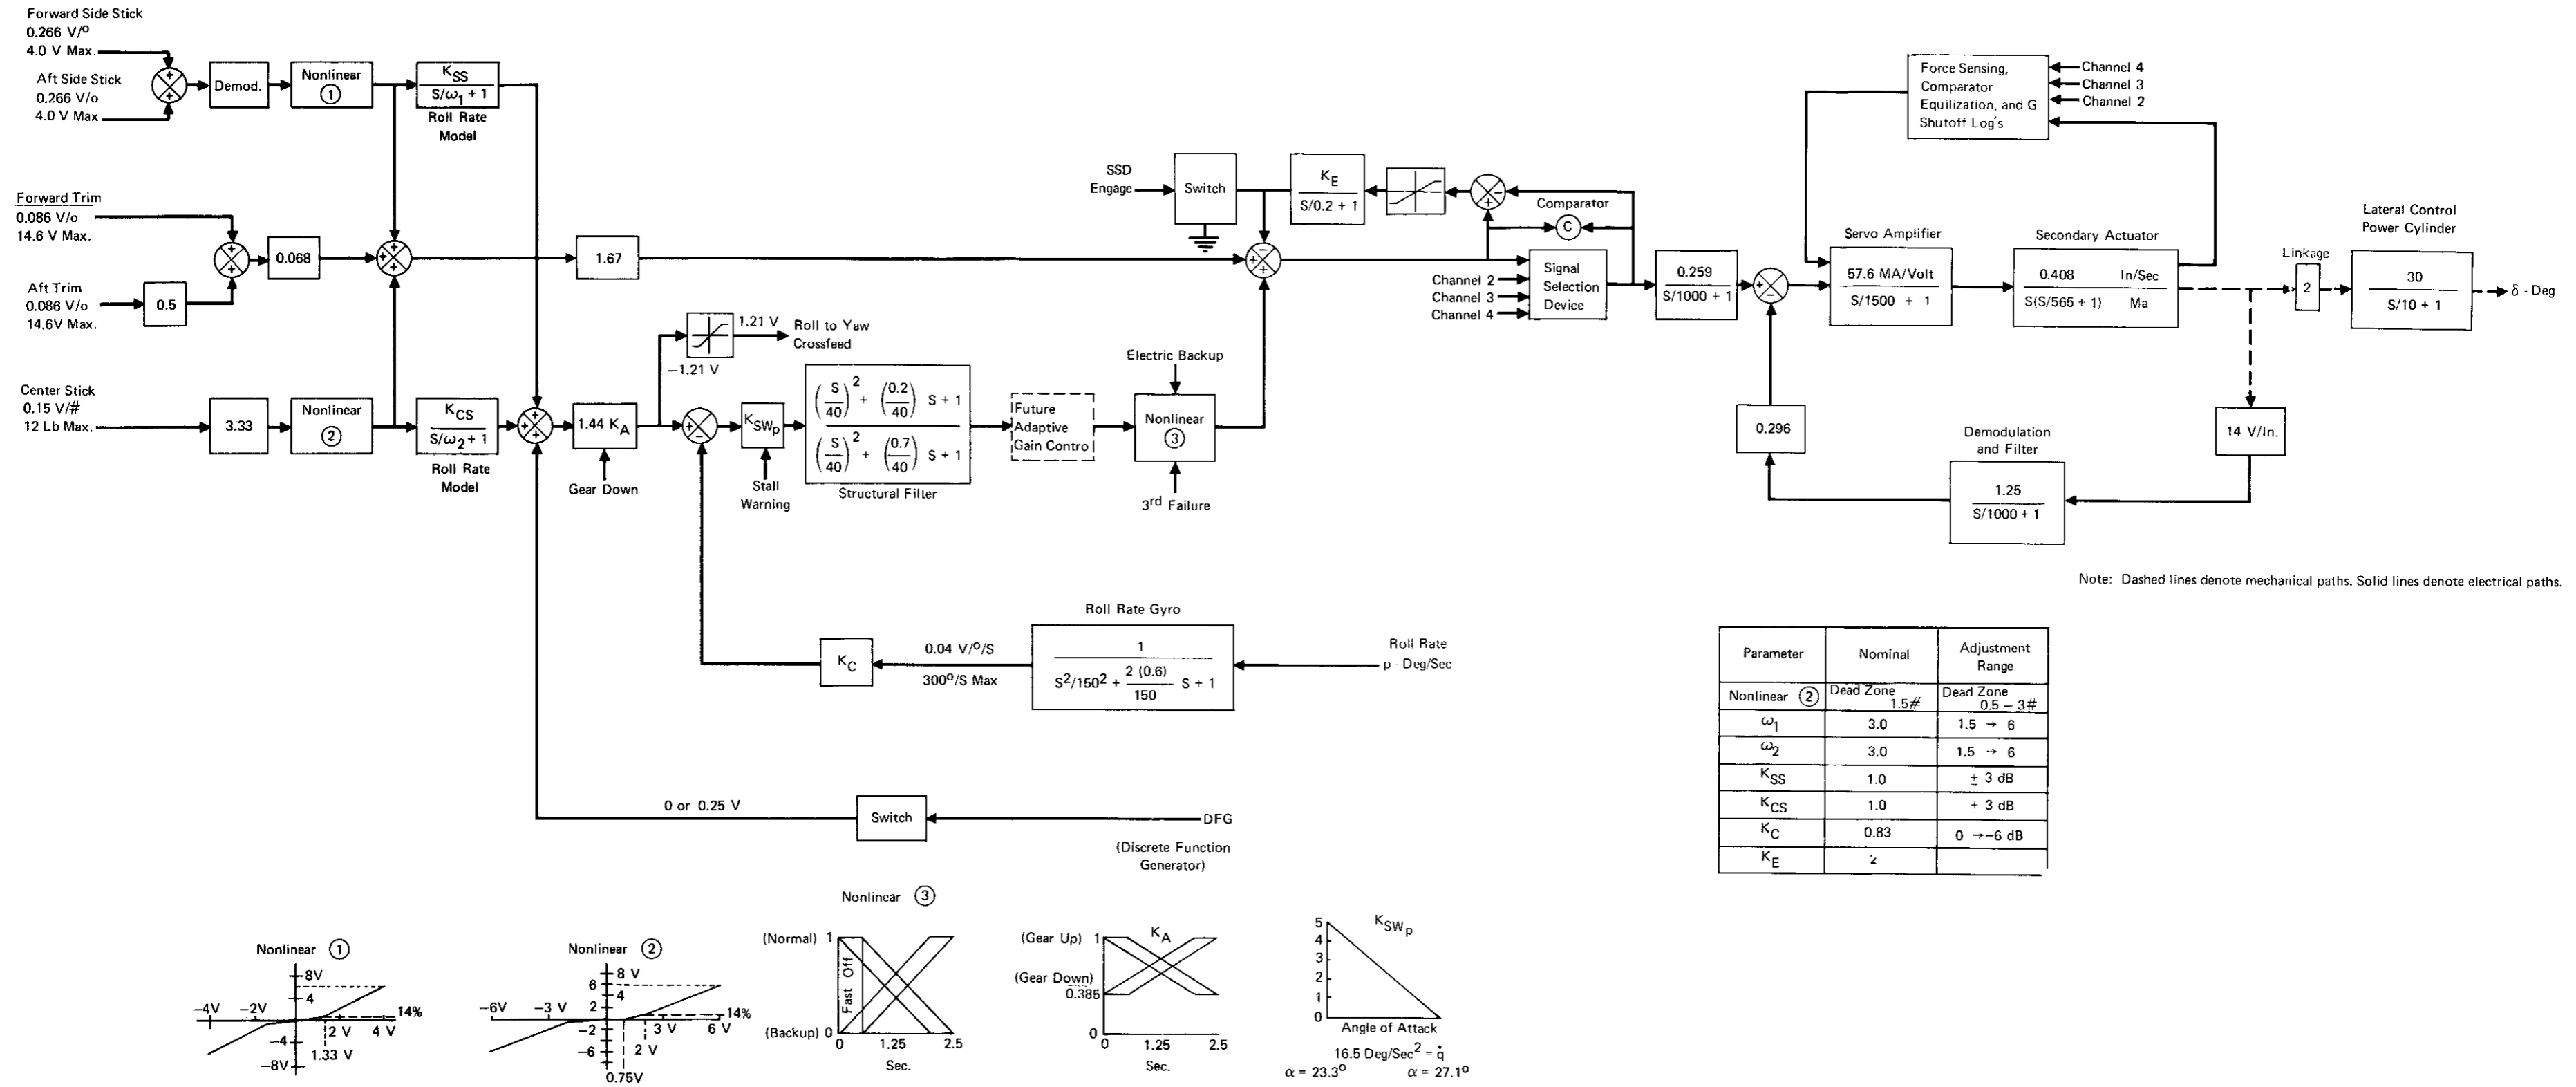 Forward Side Stick
0.266 V/º
4.0 V Max.
Aft Side Stick
0.266 V/o
4.0 V Max
+
+
Demod.
Nonlinear
1
K_SS
S/ω₁ + 1
Roll Rate
Model
Forward Trim
0.086 V/o
14.6 V Max.
Aft Trim
0.086 V/o
14.6V Max.
0.5
+
+
0.068
+
+
+
1.67
Center Stick
0.15 V/#
12 Lb Max.
3.33
Nonlinear
2
K_CS
S/ω₂ + 1
Roll Rate
Model
+
+
+
1.44 K_A
Gear Down
1.21 V
−1.21 V
Roll to Yaw
Crossfeed
+
−
K_SWp
Stall
Warning
(S/40)² + (0.2/40) S + 1
(S/40)² + (0.7/40) S + 1
Structural Filter
Future
Adaptive
Gain Contro
Electric Backup
Nonlinear
3
3rd Failure
SSD
Engage
Switch
K_E
S/0.2 + 1
−
+
−
+
+
Comparator
C
Channel 2
Channel 3
Channel 4
Signal
Selection
Device
0.259
S/1000 + 1
+
−
Force Sensing,
Comparator
Equilization, and G
Shutoff Log's
Channel 4
Channel 3
Channel 2
Servo Amplifier
57.6 MA/Volt
S/1500 + 1
Secondary Actuator
0.408 In/Sec
S(S/565 + 1) Ma
Linkage
2
Lateral Control
Power Cylinder
30
S/10 + 1
δ - Deg
14 V/In.
0.296
Demodulation
and Filter
1.25
S/1000 + 1
Note: Dashed lines denote mechanical paths. Solid lines denote electrical paths.
K_C
0.04 V/º/S
300º/S Max
Roll Rate Gyro
1
S²/150² + 2 (0.6)/150 S + 1
Roll Rate
p - Deg/Sec
0 or 0.25 V
Switch
DFG
(Discrete Function
Generator)
Parameter Nominal Adjustment Range
Nonlinear 2 Dead Zone 1.5# Dead Zone 0.5 – 3#
ω₁ 3.0 1.5 → 6
ω₂ 3.0 1.5 → 6
K_SS 1.0 ± 3 dB
K_CS 1.0 ± 3 dB
K_C 0.83 0 →−6 dB
K_E 2
Nonlinear 1
8V
4
−4V −2V
14%
2 V 4 V
−4
1.33 V
−8V
Nonlinear 2
8 V
6
4
−6V −3 V 2
14%
3 V 6 V
−2
2 V
−6
0.75V
Nonlinear 3
(Normal) 1
Fast Off
(Backup) 0
0 1.25 2.5
Sec.
K_A
(Gear Up) 1
(Gear Down)
0.385
0
0 1.25 2.5
Sec.
K_SWp
5
4
3
2
1
0
Angle of Attack
16.5 Deg/Sec² = q̇
α = 23.3º α = 27.1º